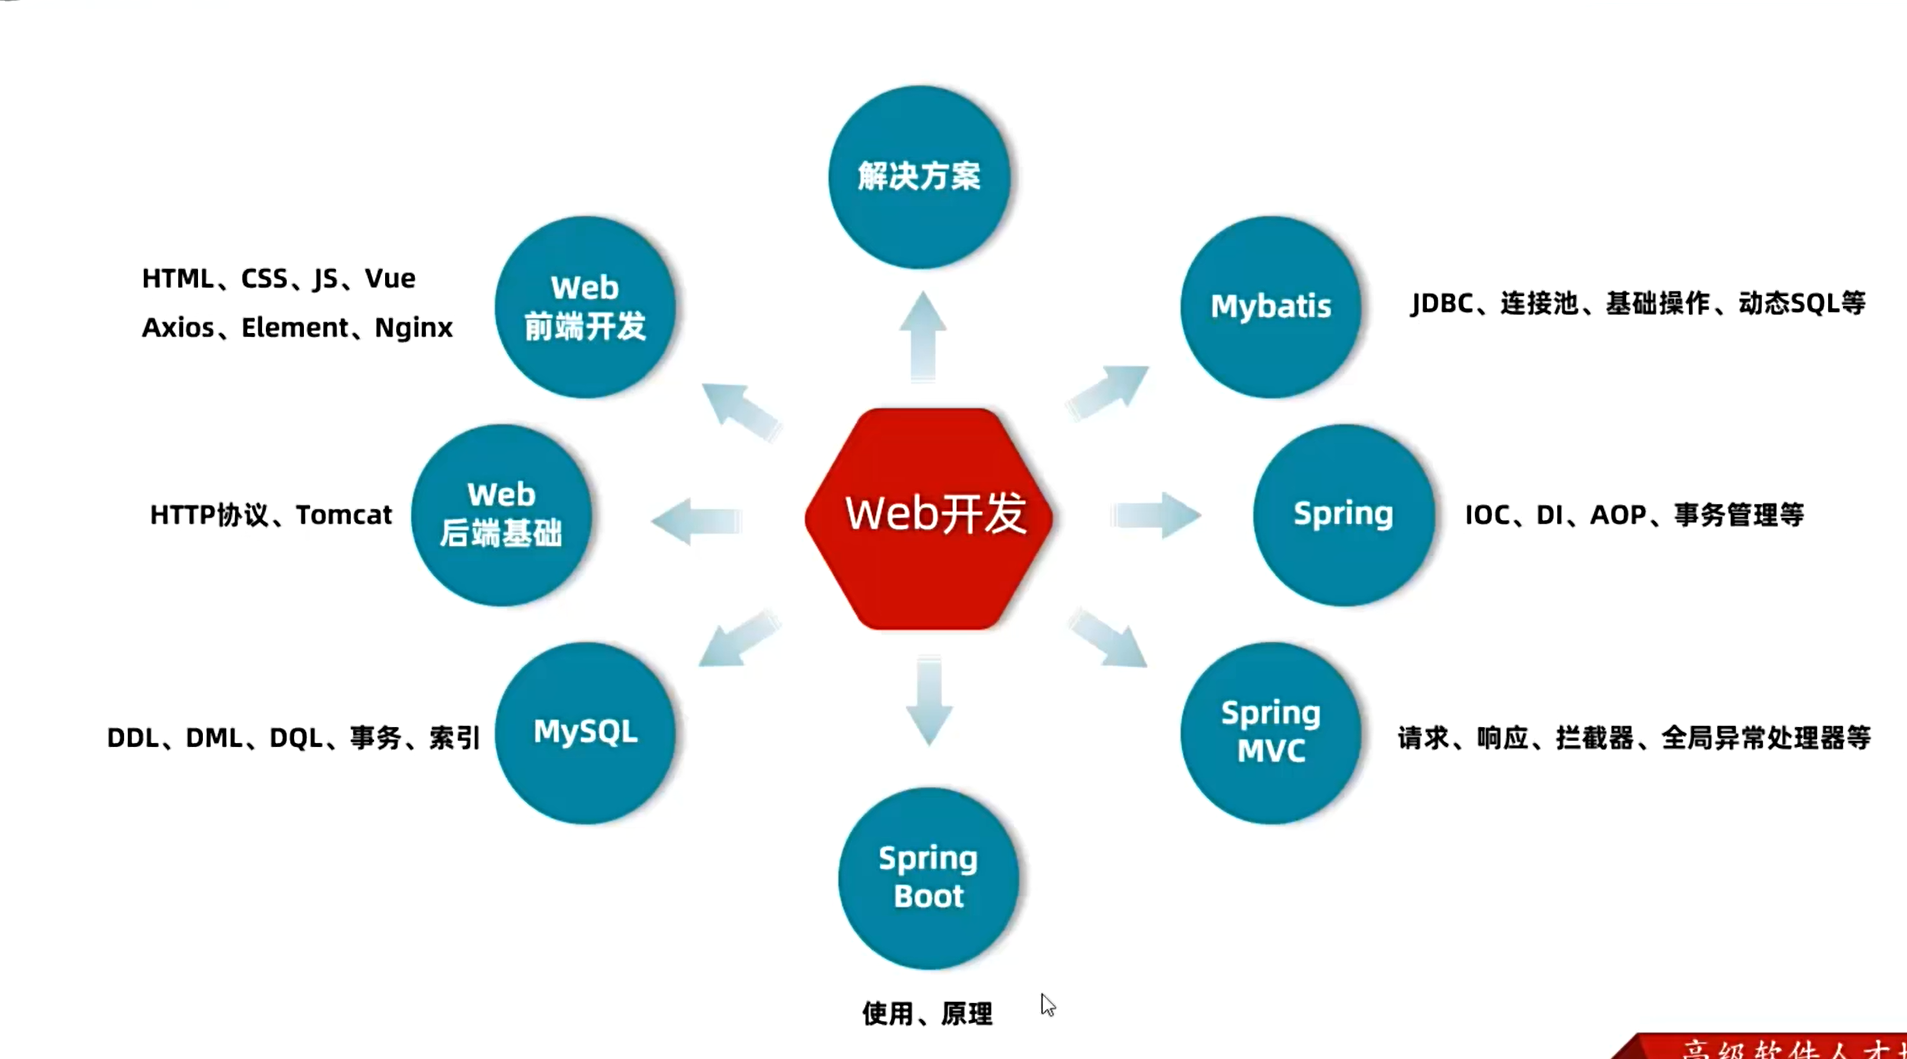 解决方案
HTML、CSS、JS、Vue
Axios、Element、Nginx
Web
前端开发
Mybatis
JDBC、连接池、基础操作、动态SQL等
HTTP协议、Tomcat
Web
后端基础
Web开发
Spring
IOC、DI、AOP、事务管理等
DDL、DML、DQL、事务、索引
MySQL
Spring
MVC
请求、响应、拦截器、全局异常处理器等
Spring
Boot
使用、原理
高级软件人才